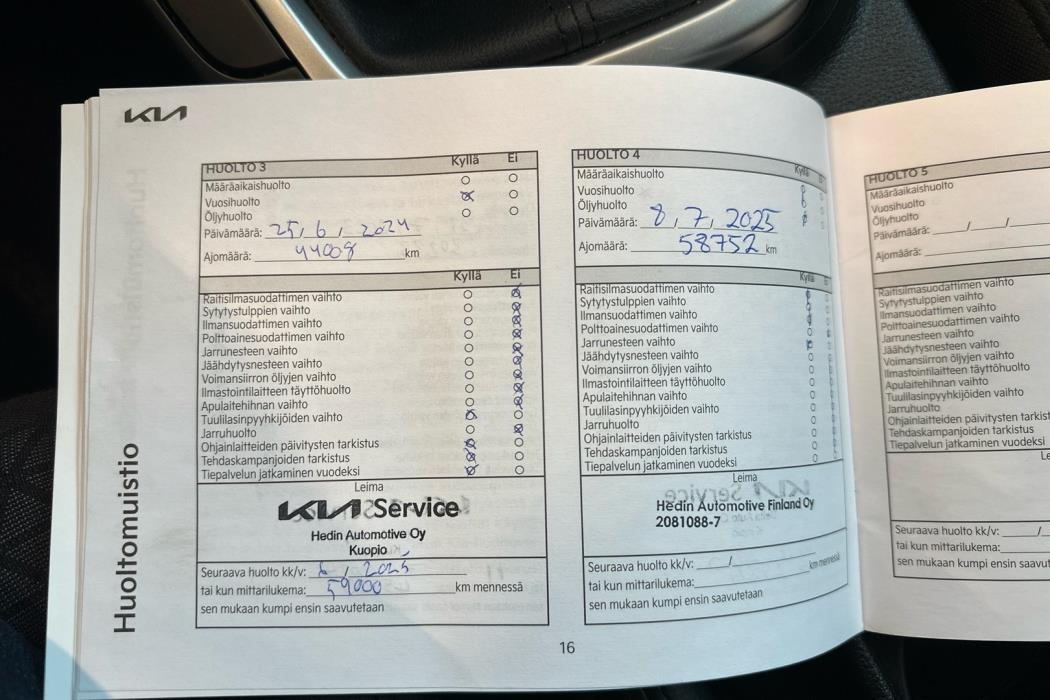 KIA
Huoltomuistio
HUOLTO 3 Kyllä Ei
Määräaikaishuolto
Vuosihuolto
Öljyhuolto
Päivämäärä: 25, 6, 2024
Ajomäärä: 44008 km
Kyllä Ei
Raitisilmasuodattimen vaihto
Sytytystulppien vaihto
Ilmansuodattimen vaihto
Polttoainesuodattimen vaihto
Jarrunesteen vaihto
Jäähdytysnesteen vaihto
Voimansiirron öljyjen vaihto
Ilmastointilaitteen täyttöhuolto
Apulaitehihnan vaihto
Tuulilasinpyyhkijöiden vaihto
Jarruhuolto
Ohjainlaitteiden päivitysten tarkistus
Tehdaskampanjoiden tarkistus
Tiepalvelun jatkaminen vuodeksi
Leima
KIA Service
Hedin Automotive Oy
Kuopio
Seuraava huolto kk/v: 6 / 2025
tai kun mittarilukema: 59000 km mennessä
sen mukaan kumpi ensin saavutetaan
HUOLTO 4 Kyllä
Määräaikaishuolto
Vuosihuolto
Öljyhuolto
Päivämäärä: 8, 7, 2025
Ajomäärä: 58752 km
Kyllä
Raitisilmasuodattimen vaihto
Sytytystulppien vaihto
Ilmansuodattimen vaihto
Polttoainesuodattimen vaihto
Jarrunesteen vaihto
Jäähdytysnesteen vaihto
Voimansiirron öljyjen vaihto
Ilmastointilaitteen täyttöhuolto
Apulaitehihnan vaihto
Tuulilasinpyyhkijöiden vaihto
Jarruhuolto
Ohjainlaitteiden päivitysten tarkistus
Tehdaskampanjoiden tarkistus
Tiepalvelun jatkaminen vuodeksi
Leima
Hedin Automotive Finland Oy
2081088-7
Seuraava huolto kk/v: /
tai kun mittarilukema: km mennessä
sen mukaan kumpi ensin saavutetaan
16
HUOLTO 5
Määräaikaishuolto
Vuosihuolto
Öljyhuolto
Päivämäärä: / /
Ajomäärä:
Raitisilmasuodattimen vaihto
Sytytystulppien vaihto
Ilmansuodattimen vaihto
Polttoainesuodattimen vaihto
Jarrunesteen vaihto
Jäähdytysnesteen vaihto
Voimansiirron öljyjen vaihto
Ilmastointilaitteen täyttöhuolto
Apulaitehihnan vaihto
Tuulilasinpyyhkijöiden vaihto
Jarruhuolto
Ohjainlaitteiden päivitysten tarkist
Tehdaskampanjoiden tarkistus
Tiepalvelun jatkaminen vuodeksi
Le
Seuraava huolto kk/v: /
tai kun mittarilukema:
sen mukaan kumpi ensin saavut